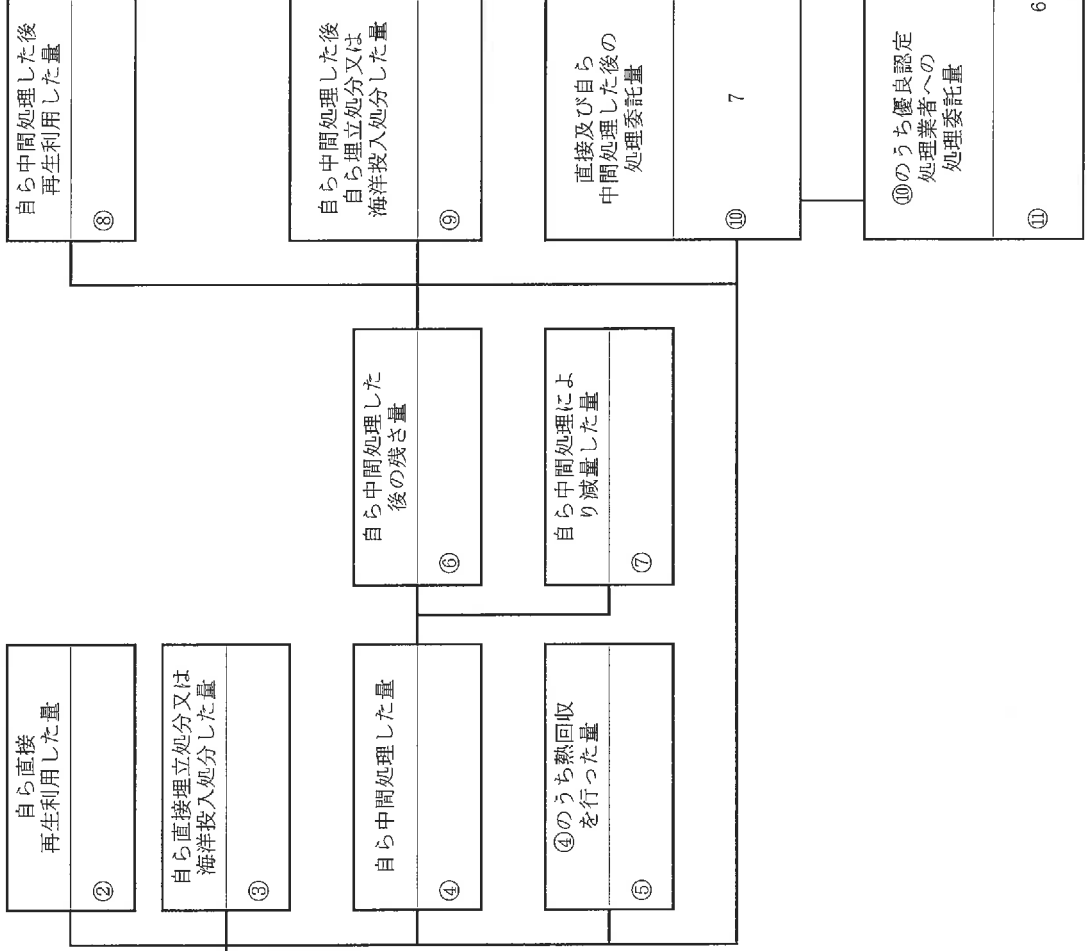 自ら直接
再生利用した量
②
自ら直接埋立処分又は
海洋投入処分した量
③
自ら中間処理した量
④
④のうち熱回収
を行った量
⑤
自ら中間処理した
後の残さ量
⑥
自ら中間処理によ
り減量した量
⑦
自ら中間処理した後
再生利用した量
⑧
自ら中間処理した後
自ら埋立処分又は
海洋投入処分した量
⑨
直接及び自ら
中間処理した後の
処理委託量
⑩
7
⑩のうち優良認定
処理業者への
処理委託量
⑪
6